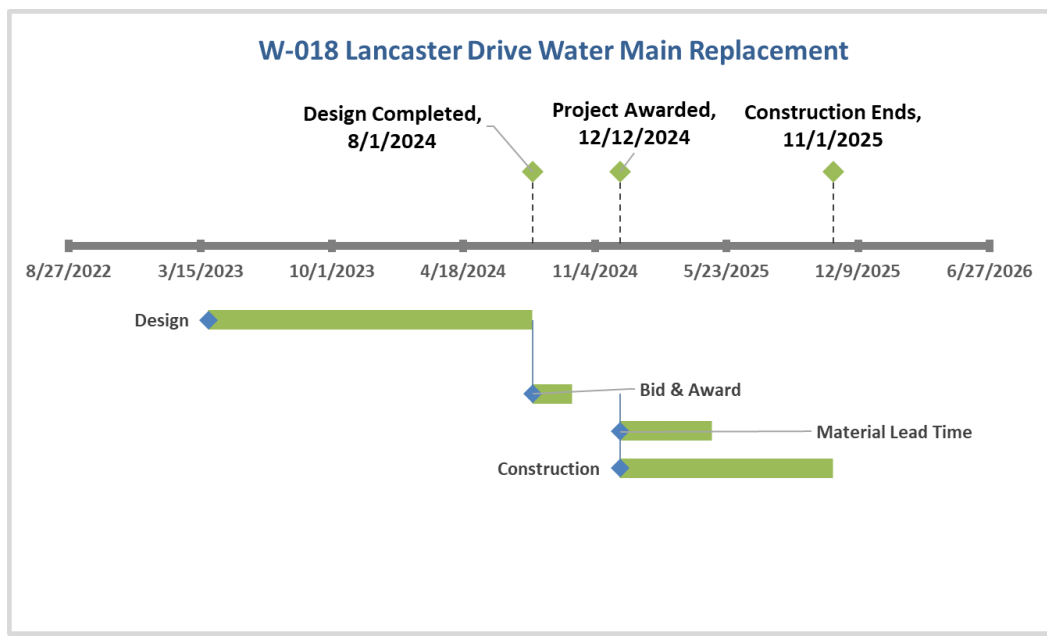 W-018 Lancaster Drive Water Main Replacement
Design Completed,
8/1/2024
Project Awarded,
12/12/2024
Construction Ends,
11/1/2025
8/27/2022
3/15/2023
10/1/2023
4/18/2024
11/4/2024
5/23/2025
12/9/2025
6/27/2026
Design
Bid & Award
Material Lead Time
Construction